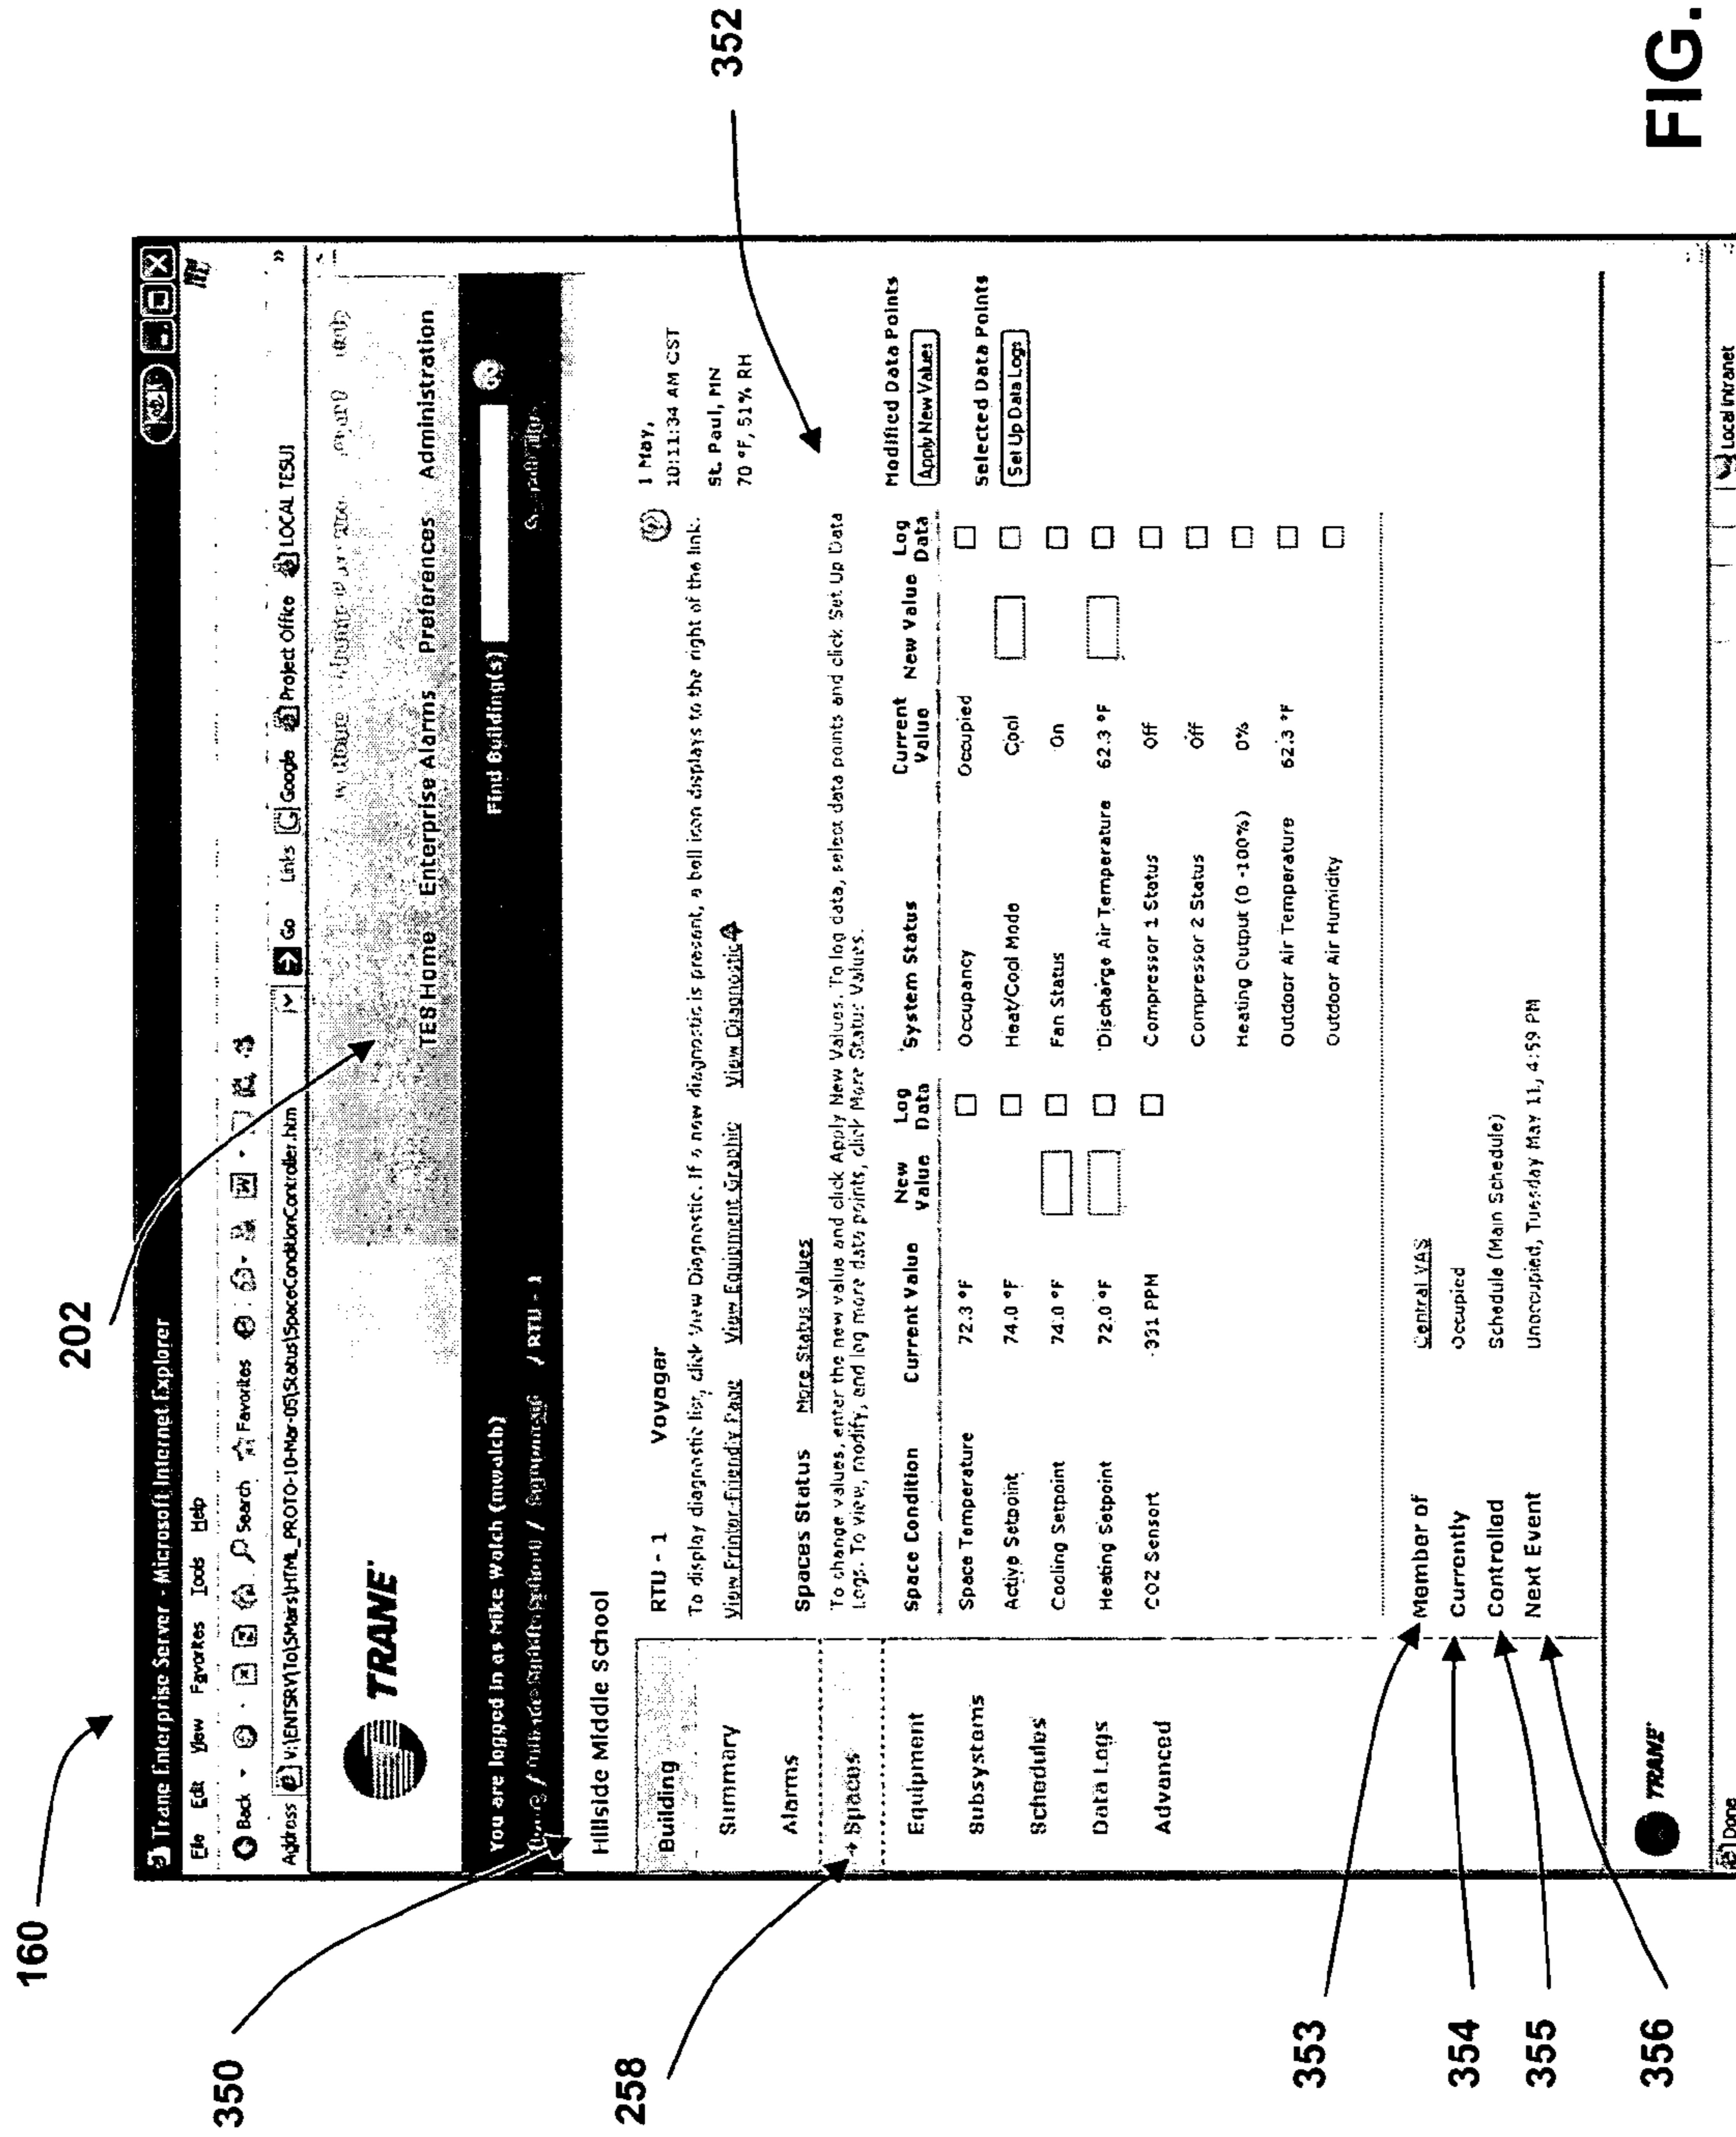 160
202
350
352
258
353
354
355
356
FIG.
Trane Enterprise Server - Microsoft Internet Explorer
File Edit View Favorites Tools Help
Back Search Favorites
Address V:\ENTSRV\To\SMars\HTML_PROTO-10-Mar-05\Status\SpaceConditionController.htm Go Links Google Project Office LOCAL TESUI
TRANE
TES Home Enterprise Alarms Preferences Administration
You are logged in as Mike Walch (mwalch) Find Building(s)
/ RTU - 1
Hillside Middle School
Building
Summary
Alarms
Spaces
Equipment
Subsystems
Schedules
Data Logs
Advanced
RTU - 1 Voyager
1 May,
10:11:34 AM CST
St. Paul, MN
70 °F, 51% RH
To display diagnostic list, click View Diagnostic. If a new diagnostic is present, a bell icon displays to the right of the link.
View Printer-Friendly Page View Equipment Graphic View Diagnostic
Spaces Status More Status Values
To change values, enter the new value and click Apply New Values. To log data, select data points and click Set Up Data
Logs. To view, modify, and log more data points, click More Status Values.
Modified Data Points
Apply New Values
Selected Data Points
Set Up Data Logs
Space Condition Current Value New Value Log Data
Space Temperature 72.3 °F
Active Setpoint 74.0 °F
Cooling Setpoint 74.0 °F
Heating Setpoint 72.0 °F
CO2 Sensort 331 PPM
System Status Current Value New Value Log Data
Occupancy Occupied
Heat/Cool Mode Cool
Fan Status On
Discharge Air Temperature 62.3 °F
Compressor 1 Status Off
Compressor 2 Status Off
Heating Output (0 -100%) 0%
Outdoor Air Temperature 62.3 °F
Outdoor Air Humidity
Member of Central VAS
Currently Occupied
Controlled Schedule (Main Schedule)
Next Event Unoccupied, Tuesday May 11, 4:59 PM
TRANE
Done Local intranet